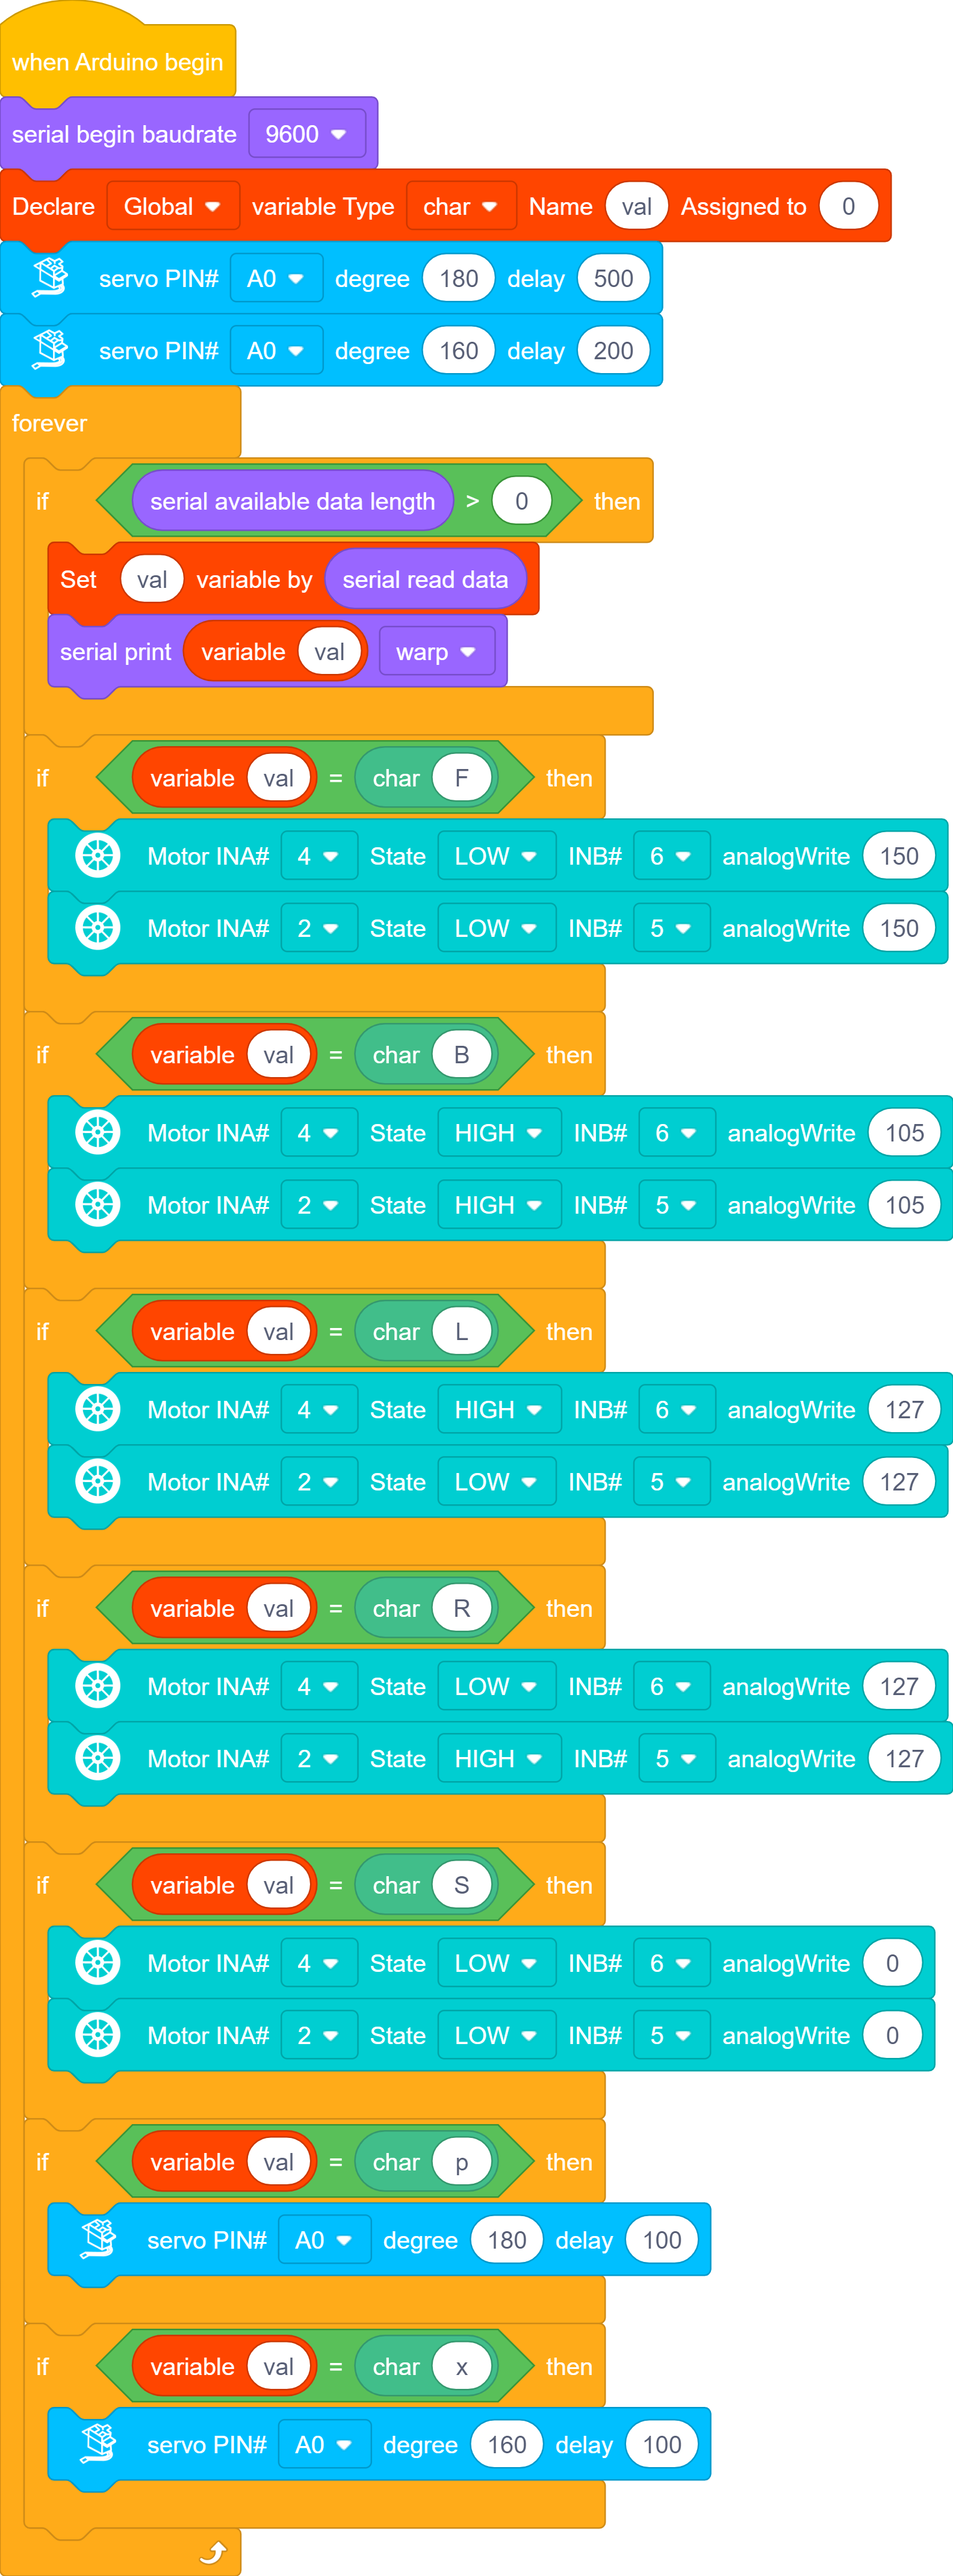 when Arduino begin
serial begin baudrate 9600
Declare Global variable Type char Name val Assigned to 0
servo PIN# A0 degree 180 delay 500
servo PIN# A0 degree 160 delay 200
forever
if serial available data length > 0 then
Set val variable by serial read data
serial print variable val warp
if variable val = char F then
Motor INA# 4 State LOW INB# 6 analogWrite 150
Motor INA# 2 State LOW INB# 5 analogWrite 150
if variable val = char B then
Motor INA# 4 State HIGH INB# 6 analogWrite 105
Motor INA# 2 State HIGH INB# 5 analogWrite 105
if variable val = char L then
Motor INA# 4 State HIGH INB# 6 analogWrite 127
Motor INA# 2 State LOW INB# 5 analogWrite 127
if variable val = char R then
Motor INA# 4 State LOW INB# 6 analogWrite 127
Motor INA# 2 State HIGH INB# 5 analogWrite 127
if variable val = char S then
Motor INA# 4 State LOW INB# 6 analogWrite 0
Motor INA# 2 State LOW INB# 5 analogWrite 0
if variable val = char p then
servo PIN# A0 degree 180 delay 100
if variable val = char x then
servo PIN# A0 degree 160 delay 100